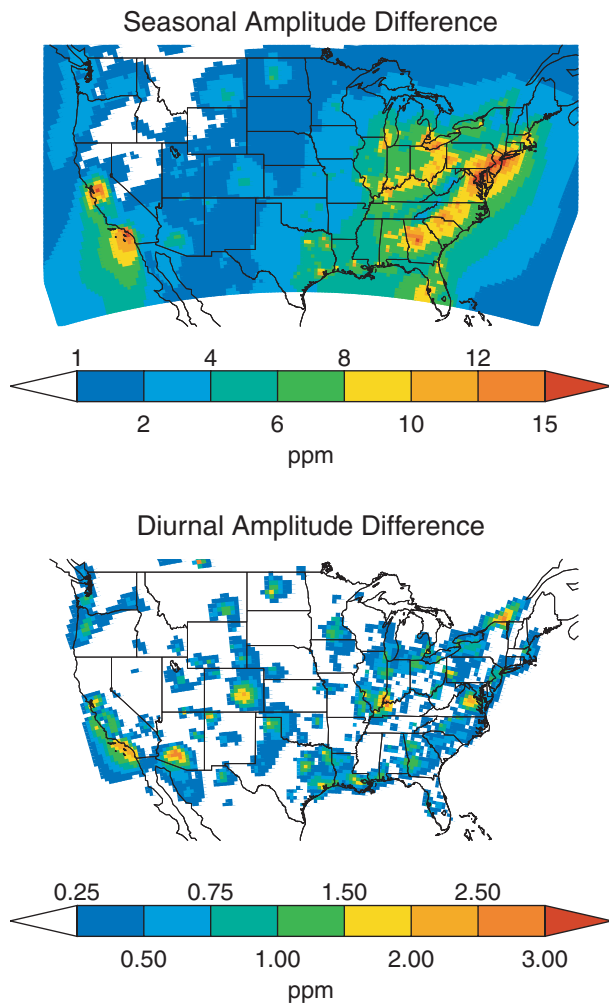 Seasonal Amplitude Difference
1 4 8 12
2 6 10 15
ppm
Diurnal Amplitude Difference
0.25 0.75 1.50 2.50
0.50 1.00 2.00 3.00
ppm